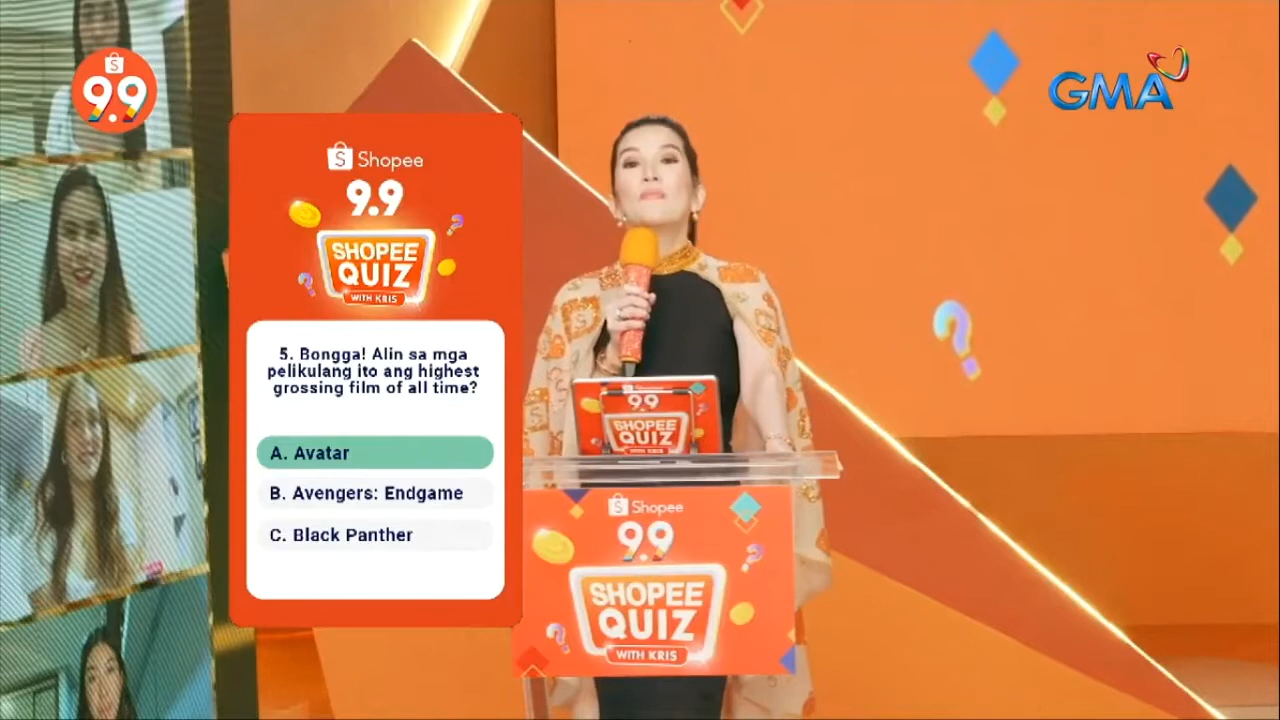 9.9
GMA
Shopee
9.9
SHOPEE
QUIZ
WITH KRIS
5. Bongga! Alin sa mga
pelikulang ito ang highest
grossing film of all time?
A. Avatar
B. Avengers: Endgame
C. Black Panther
9.9
SHOPEE
QUIZ
Shopee
9.9
SHOPEE
QUIZ
WITH KRIS